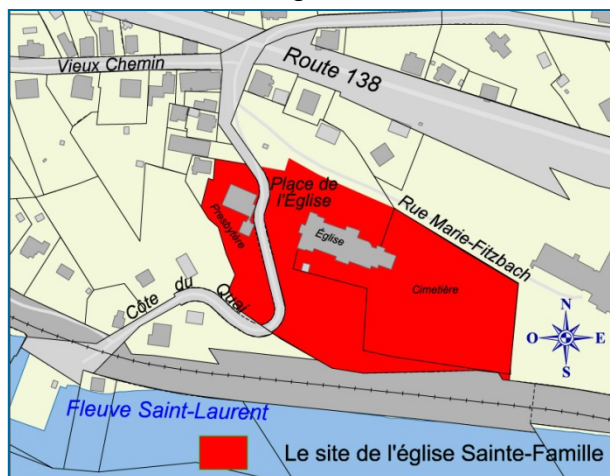 Vieux Chemin
Route 138
Place de
l'Église
Rue Marie-Fitzbach
Presbytère
Église
Cimetière
Côte du Quai
N
O E
S
Fleuve Saint-Laurent
Le site de l'église Sainte-Famille